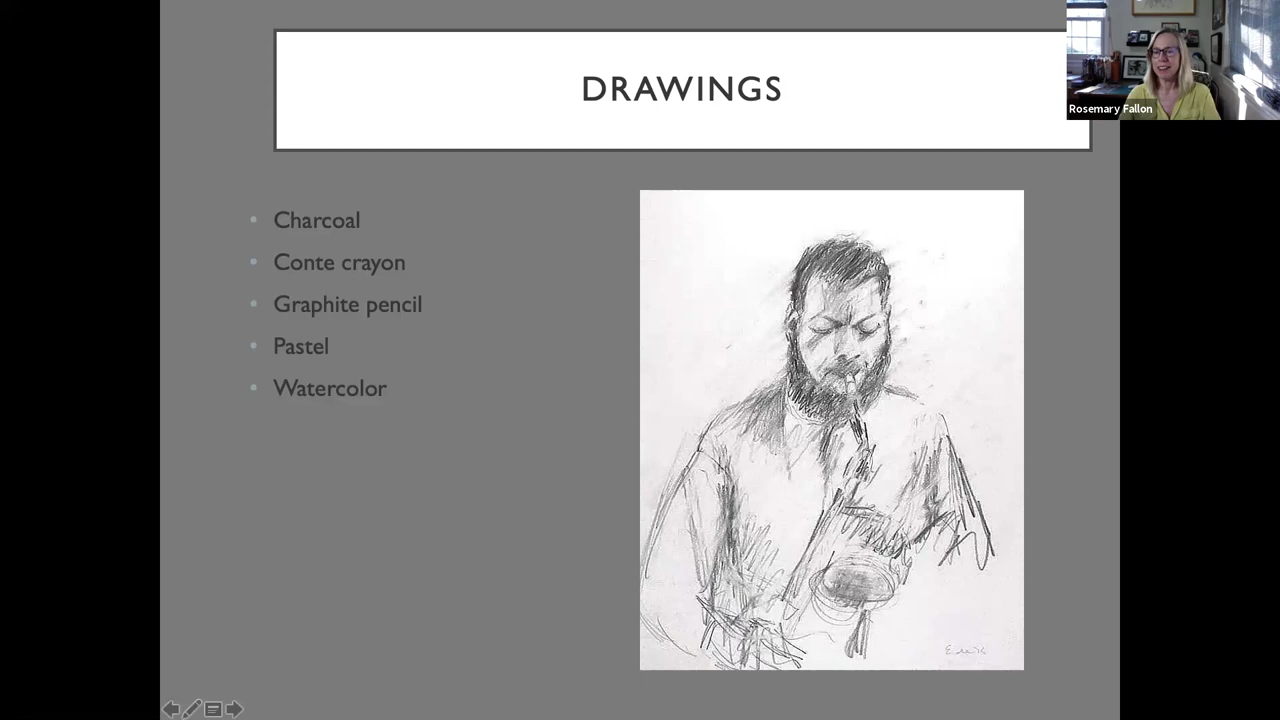 DRAWINGS
Rosemary Fallon
Charcoal
Conte crayon
Graphite pencil
Pastel
Watercolor